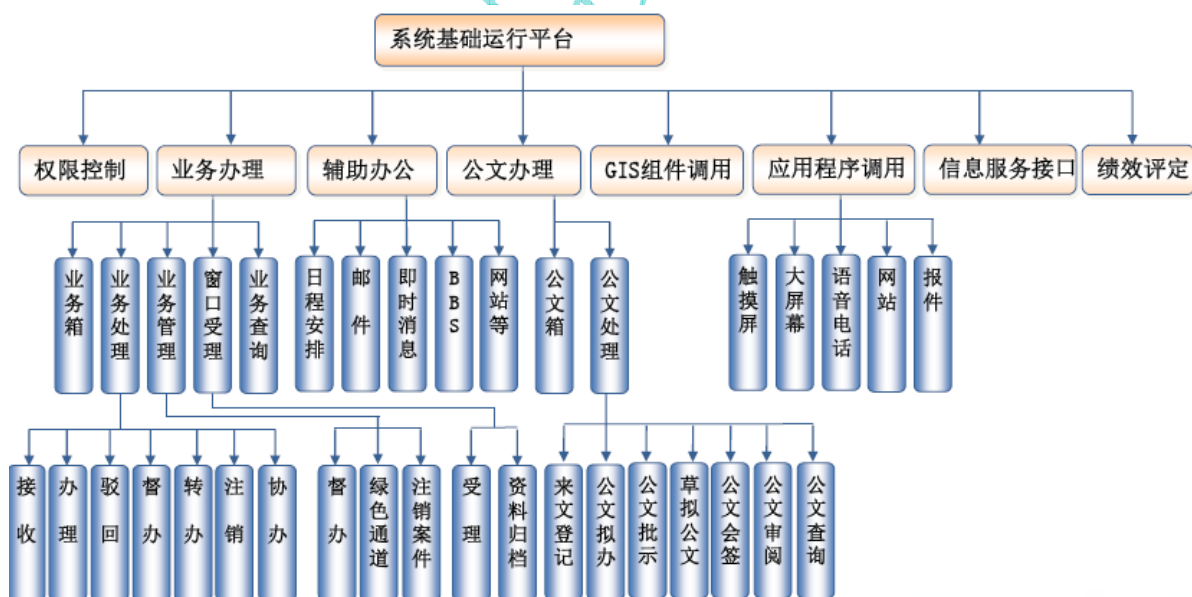 系统基础运行平台
权限控制
业务办理
辅助办公
公文办理
GIS组件调用
应用程序调用
信息服务接口
绩效评定
业务箱
业务处理
业务管理
窗口受理
业务查询
日程安排
邮件
即时消息
BBS
网站等
公文箱
公文处理
触摸屏
大屏幕
语音电话
网站
报件
接收
办理
驳回
督办
转办
注销
协办
督办
绿色通道
注销案件
受理
资料归档
来文登记
公文拟办
公文批示
草拟公文
公文会签
公文审阅
公文查询